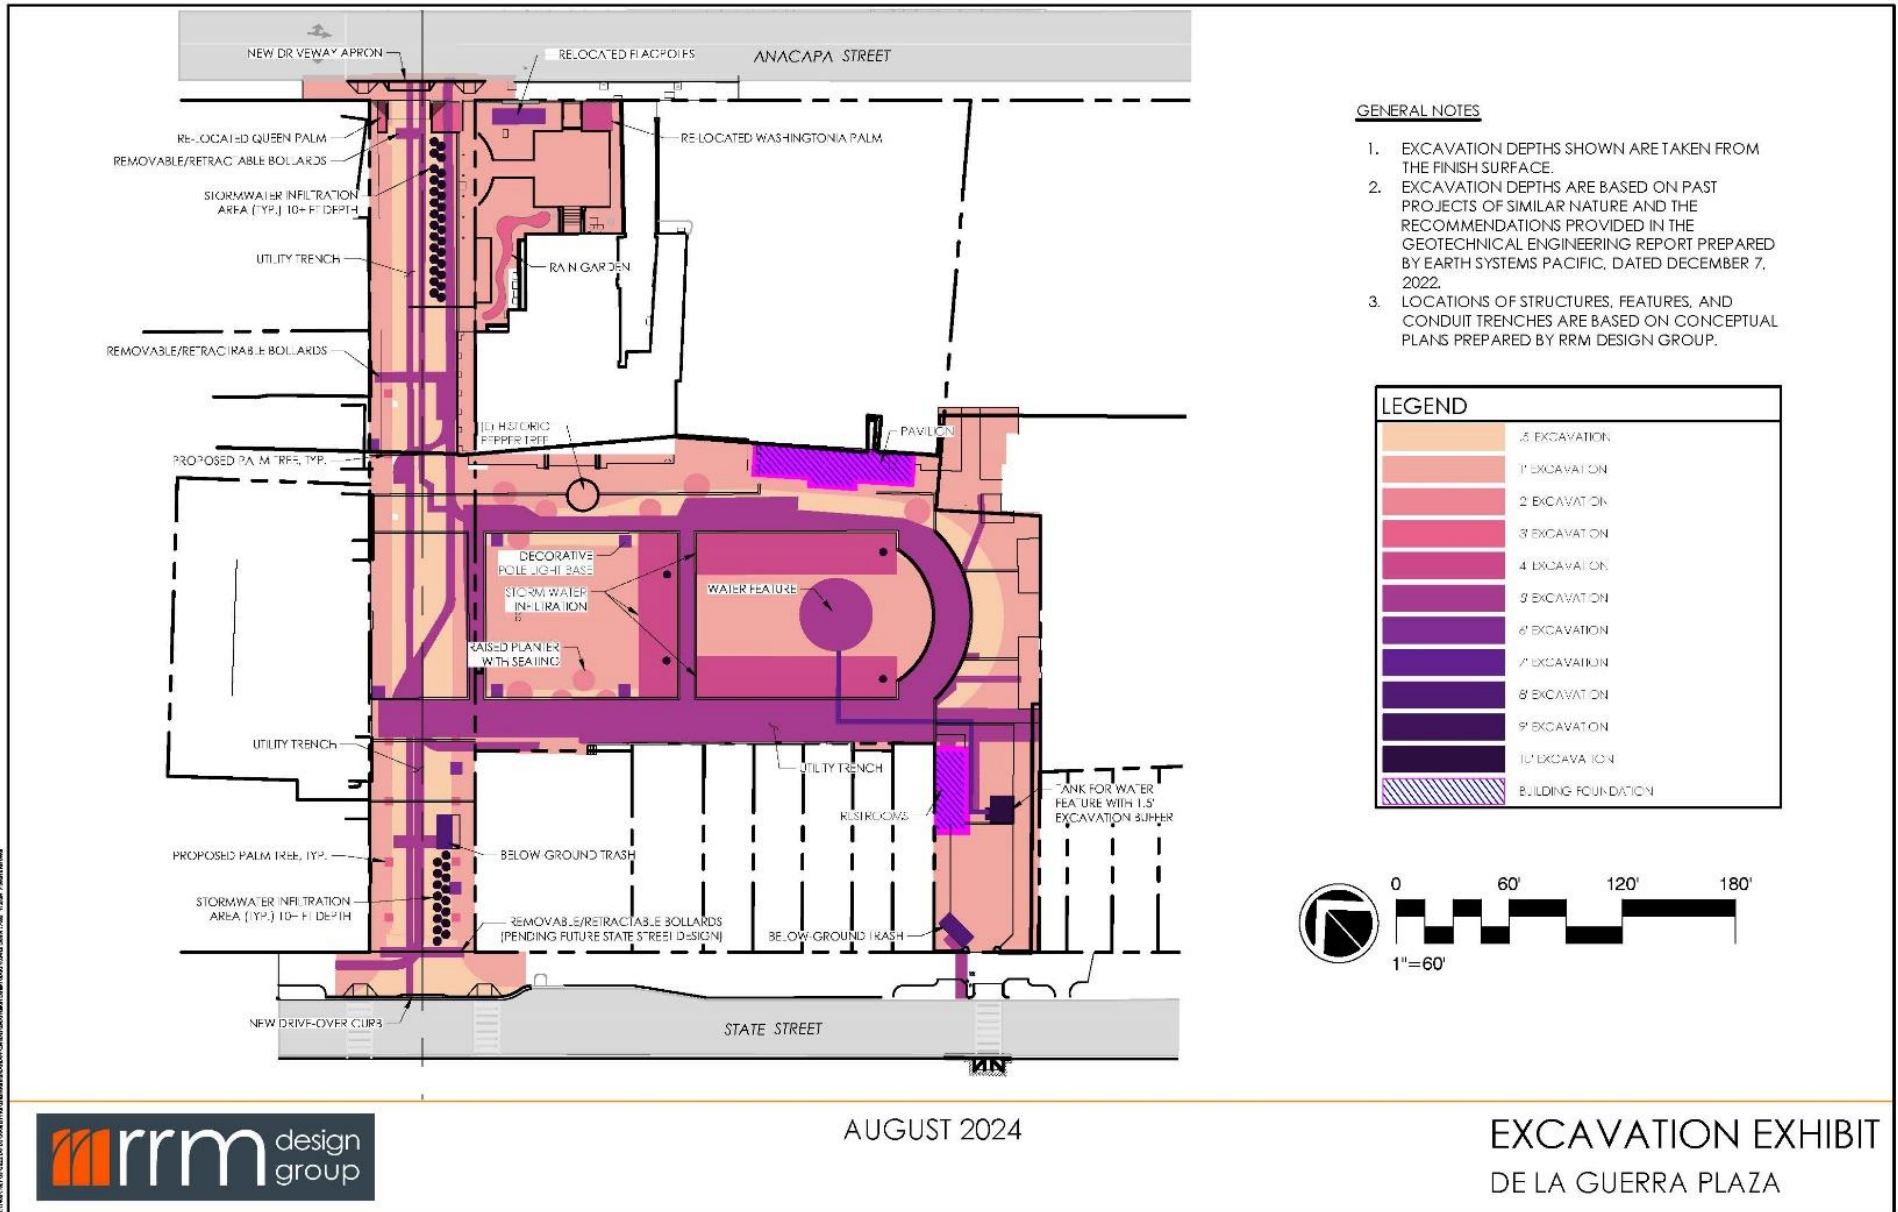 NEW DRIVEWAY APRON
RELOCATED FLAGPOLES
ANACAPA STREET
RE-LOCATED QUEEN PALM
REMOVABLE/RETRACTABLE BOLLARDS
RE-LOCATED WASHINGTONIA PALM
STORMWATER INFILTRATION
AREA (TYP.) 10+ FT DEPTH
UTILITY TRENCH
RAIN GARDEN
REMOVABLE/RETRACTABLE BOLLARDS
(E) HISTORIC
PEPPER TREE
PAVILION
PROPOSED PALM TREE, TYP.
DECORATIVE
POLE LIGHT BASE
STORM WATER
INFILTRATION
WATER FEATURE
RAISED PLANTER
WITH SEATING
UTILITY TRENCH
UTILITY TRENCH
RESTROOMS
TANK FOR WATER
FEATURE WITH 1.5'
EXCAVATION BUFFER
PROPOSED PALM TREE, TYP.
BELOW-GROUND TRASH
STORMWATER INFILTRATION
AREA (TYP.) 10+ FT DEPTH
REMOVABLE/RETRACTABLE BOLLARDS
(PENDING FUTURE STATE STREET DESIGN)
BELOW-GROUND TRASH
NEW DRIVE-OVER CURB
STATE STREET
GENERAL NOTES
1. EXCAVATION DEPTHS SHOWN ARE TAKEN FROM
THE FINISH SURFACE.
2. EXCAVATION DEPTHS ARE BASED ON PAST
PROJECTS OF SIMILAR NATURE AND THE
RECOMMENDATIONS PROVIDED IN THE
GEOTECHNICAL ENGINEERING REPORT PREPARED
BY EARTH SYSTEMS PACIFIC, DATED DECEMBER 7,
2022.
3. LOCATIONS OF STRUCTURES, FEATURES, AND
CONDUIT TRENCHES ARE BASED ON CONCEPTUAL
PLANS PREPARED BY RRM DESIGN GROUP.
LEGEND
.5' EXCAVATION
1' EXCAVATION
2' EXCAVATION
3' EXCAVATION
4' EXCAVATION
5' EXCAVATION
6' EXCAVATION
7' EXCAVATION
8' EXCAVATION
9' EXCAVATION
10' EXCAVATION
BUILDING FOUNDATION
0 60' 120' 180'
1"=60'
rrm design
group
AUGUST 2024
EXCAVATION EXHIBIT
DE LA GUERRA PLAZA